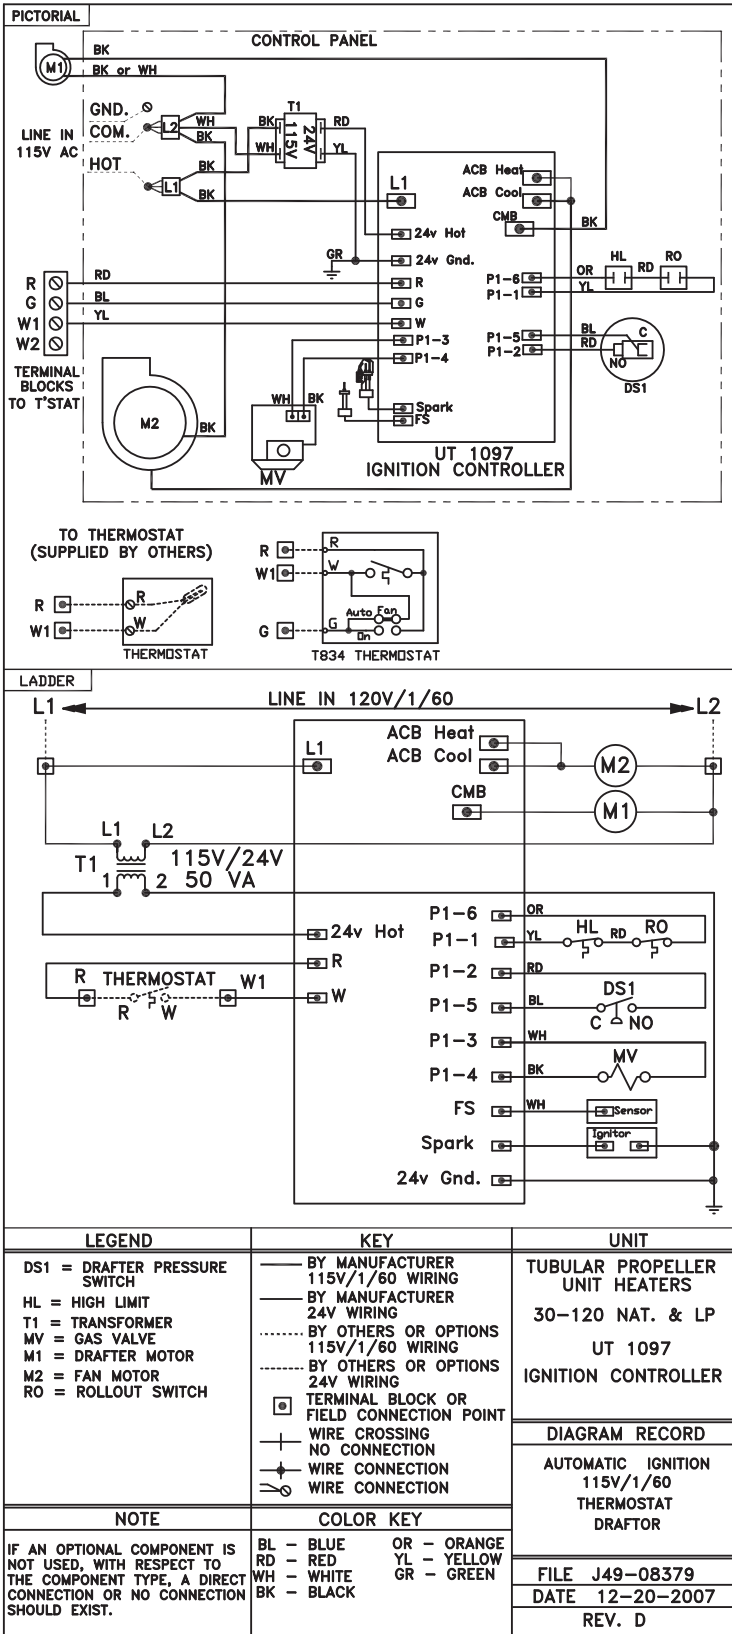 PICTORIAL
CONTROL PANEL
M1
BK
BK or WH
GND.
COM.
LINE IN
115V AC
HOT
L2
WH
BK
L1
BK
BK
T1
BK
WH
115V
24V
RD
YL
L1
ACB Heat
ACB Cool
CMB
BK
24v Hot
GR
24v Gnd.
R
G
W1
W2
RD
BL
YL
R
G
W
P1-3
P1-4
P1-6
P1-1
OR
YL
HL
RD
RO
P1-5
P1-2
BL
RD
C
NO
DS1
TERMINAL
BLOCKS
TO T'STAT
M2
BK
WH
BK
MV
Spark
FS
UT 1097
IGNITION CONTROLLER
TO THERMOSTAT
(SUPPLIED BY OTHERS)
R
W1
R
W
THERMOSTAT
R
W1
G
R
W
G
Auto
Fan
On
T834 THERMOSTAT
LADDER
L1
LINE IN 120V/1/60
L2
L1
ACB Heat
ACB Cool
M2
CMB
M1
L1
L2
T1
115V/24V
50 VA
1
2
24v Hot
R
W
R
THERMOSTAT
W1
R
W
P1-6
OR
P1-1
YL
HL
RD
RO
P1-2
RD
P1-5
BL
DS1
C
NO
P1-3
WH
P1-4
BK
MV
FS
WH
Sensor
Spark
Ignitor
24v Gnd.
LEGEND
DS1 = DRAFTER PRESSURE
SWITCH
HL = HIGH LIMIT
T1 = TRANSFORMER
MV = GAS VALVE
M1 = DRAFTER MOTOR
M2 = FAN MOTOR
RO = ROLLOUT SWITCH
KEY
BY MANUFACTURER
115V/1/60 WIRING
BY MANUFACTURER
24V WIRING
BY OTHERS OR OPTIONS
115V/1/60 WIRING
BY OTHERS OR OPTIONS
24V WIRING
TERMINAL BLOCK OR
FIELD CONNECTION POINT
WIRE CROSSING
NO CONNECTION
WIRE CONNECTION
WIRE CONNECTION
UNIT
TUBULAR PROPELLER
UNIT HEATERS
30-120 NAT. & LP
UT 1097
IGNITION CONTROLLER
DIAGRAM RECORD
AUTOMATIC IGNITION
115V/1/60
THERMOSTAT
DRAFTOR
NOTE
IF AN OPTIONAL COMPONENT IS
NOT USED, WITH RESPECT TO
THE COMPONENT TYPE, A DIRECT
CONNECTION OR NO CONNECTION
SHOULD EXIST.
COLOR KEY
BL - BLUE
RD - RED
WH - WHITE
BK - BLACK
OR - ORANGE
YL - YELLOW
GR - GREEN
FILE J49-08379
DATE 12-20-2007
REV. D